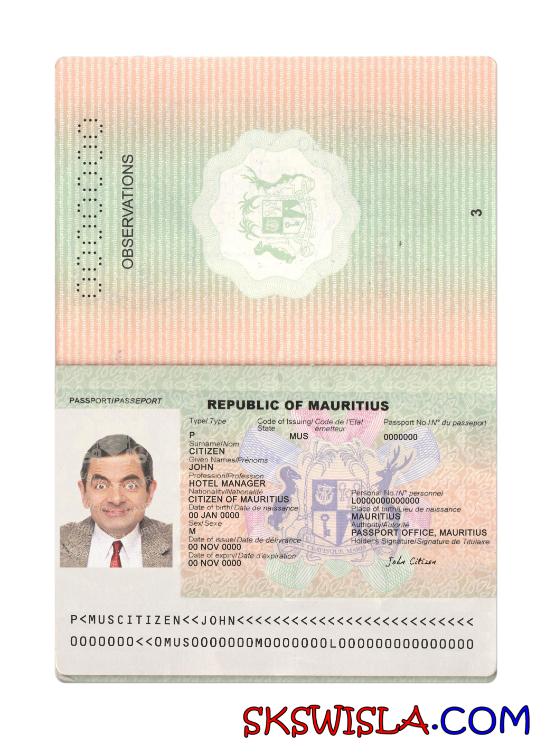 00000000
OBSERVATIONS
3
PASSPORT/PASSEPORT
REPUBLIC OF MAURITIUS
Type/Type Code of Issuing/Code de l'Etat Passport No./N° du passeport
State émetteur
P MUS 0000000
Surname/Nom
CITIZEN
Given Names/Prénoms
JOHN
Profession/Profession
HOTEL MANAGER
Nationality/Nationalité Personal No./N° personnel
CITIZEN OF MAURITIUS L0000000000000
Date of birth/Date de naissance Place of birth/Lieu de naissance
00 JAN 0000 MAURITIUS
Sex/Sexe Authority/Autorité
M PASSPORT OFFICE, MAURITIUS
Date of issue/Date de délivrance Holder's Signature/Signature de Titulaire
00 NOV 0000 John Citizen
Date of expiry/Date d'expiration
00 NOV 0000
P<MUSCITIZEN<<JOHN<<<<<<<<<<<<<<<<<<<<<<<<<<
0000000<<0MUS0000000M0000000L00000000000000
SKSWISLA.COM